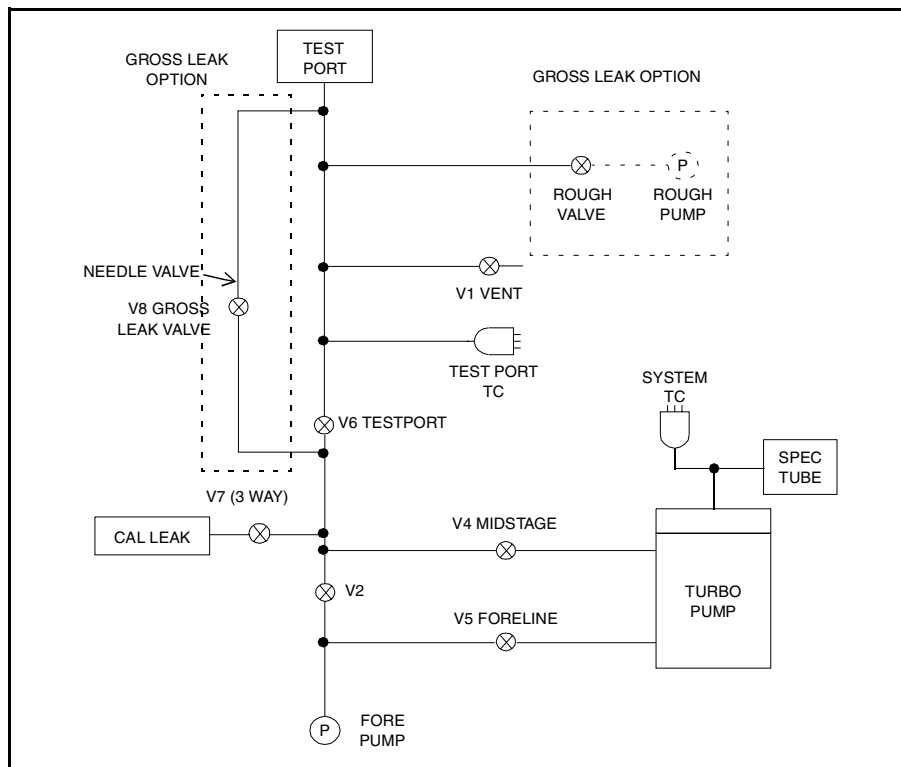 GROSS LEAK
OPTION
TEST
PORT
GROSS LEAK OPTION
P
ROUGH
VALVE
ROUGH
PUMP
NEEDLE VALVE
V1 VENT
V8 GROSS
LEAK VALVE
TEST PORT
TC
SYSTEM
TC
V6 TESTPORT
SPEC
TUBE
V7 (3 WAY)
CAL LEAK
V4 MIDSTAGE
V2
TURBO
PUMP
V5 FORELINE
P
FORE
PUMP